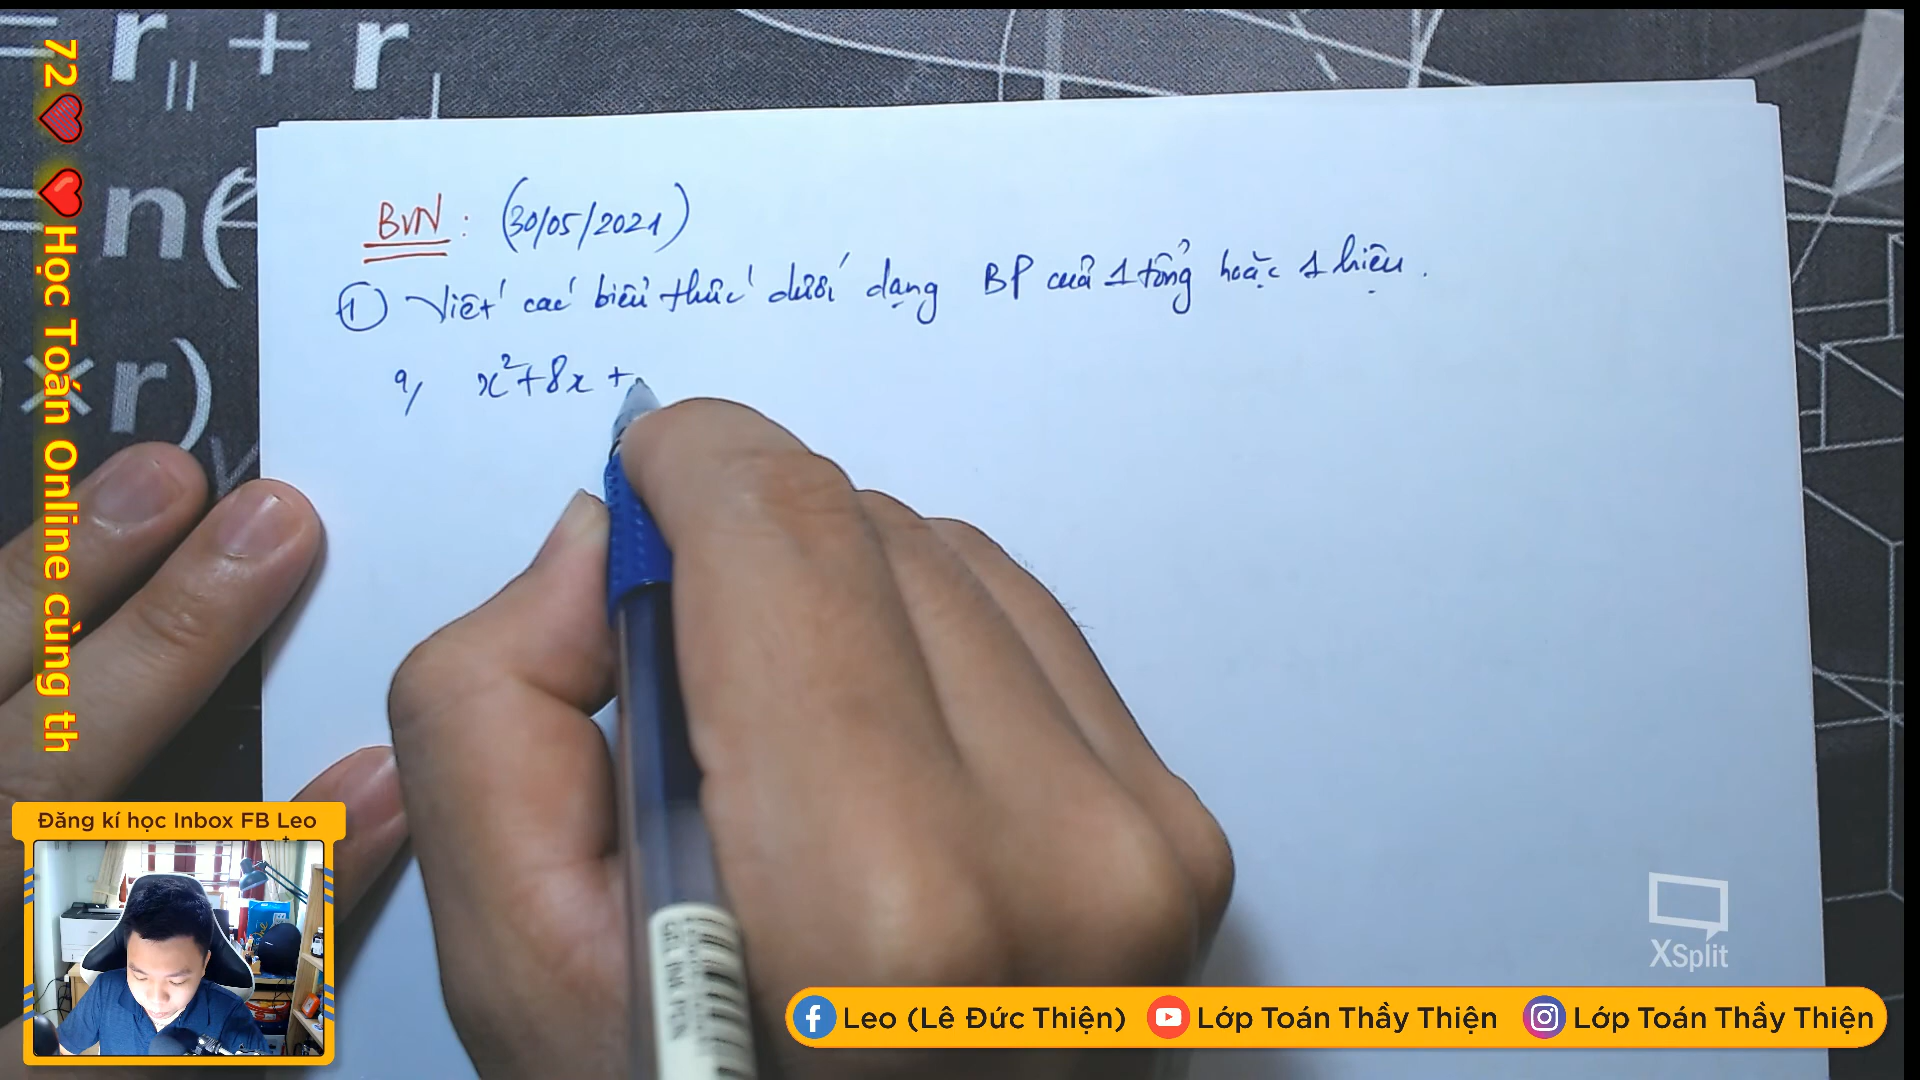 = r|| + r|
= n(
)*r)
72❤ ❤Học Toán Online cùng th
BVN : (30/05/2021)
① Viết các biểu thức dưới dạng BP của 1 tổng hoặc 1 hiệu.
a, x²+8x +
Đăng kí học Inbox FB Leo
XSplit
Leo (Lê Đức Thiện) Lớp Toán Thầy Thiện Lớp Toán Thầy Thiện